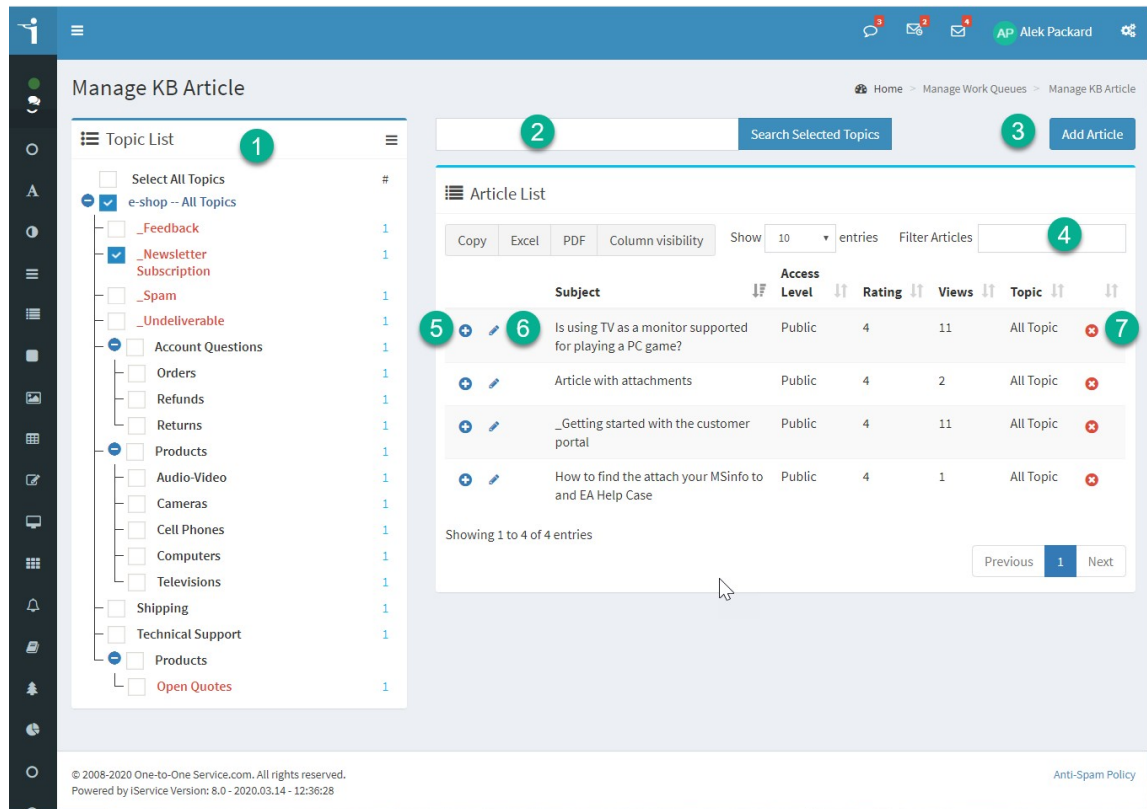 3
2
4
AP Alek Packard
Manage KB Article
Home > Manage Work Queues > Manage KB Article
Topic List
1
Select All Topics #
e-shop -- All Topics
_Feedback 1
_Newsletter 1
Subscription
_Spam 1
_Undeliverable 1
Account Questions 1
Orders 1
Refunds 1
Returns 1
Products 1
Audio-Video 1
Cameras 1
Cell Phones 1
Computers 1
Televisions 1
Shipping 1
Technical Support 1
Products
Open Quotes 1
2
Search Selected Topics
3
Add Article
Article List
Copy Excel PDF Column visibility Show 10 entries Filter Articles 4
Access
Subject Level Rating Views Topic
5 6 Is using TV as a monitor supported Public 4 11 All Topic 7
for playing a PC game?
Article with attachments Public 4 2 All Topic
_Getting started with the customer Public 4 11 All Topic
portal
How to find the attach your MSinfo to Public 4 1 All Topic
and EA Help Case
Showing 1 to 4 of 4 entries
Previous 1 Next
© 2008-2020 One-to-One Service.com. All rights reserved.
Powered by iService Version: 8.0 - 2020.03.14 - 12:36:28
Anti-Spam Policy